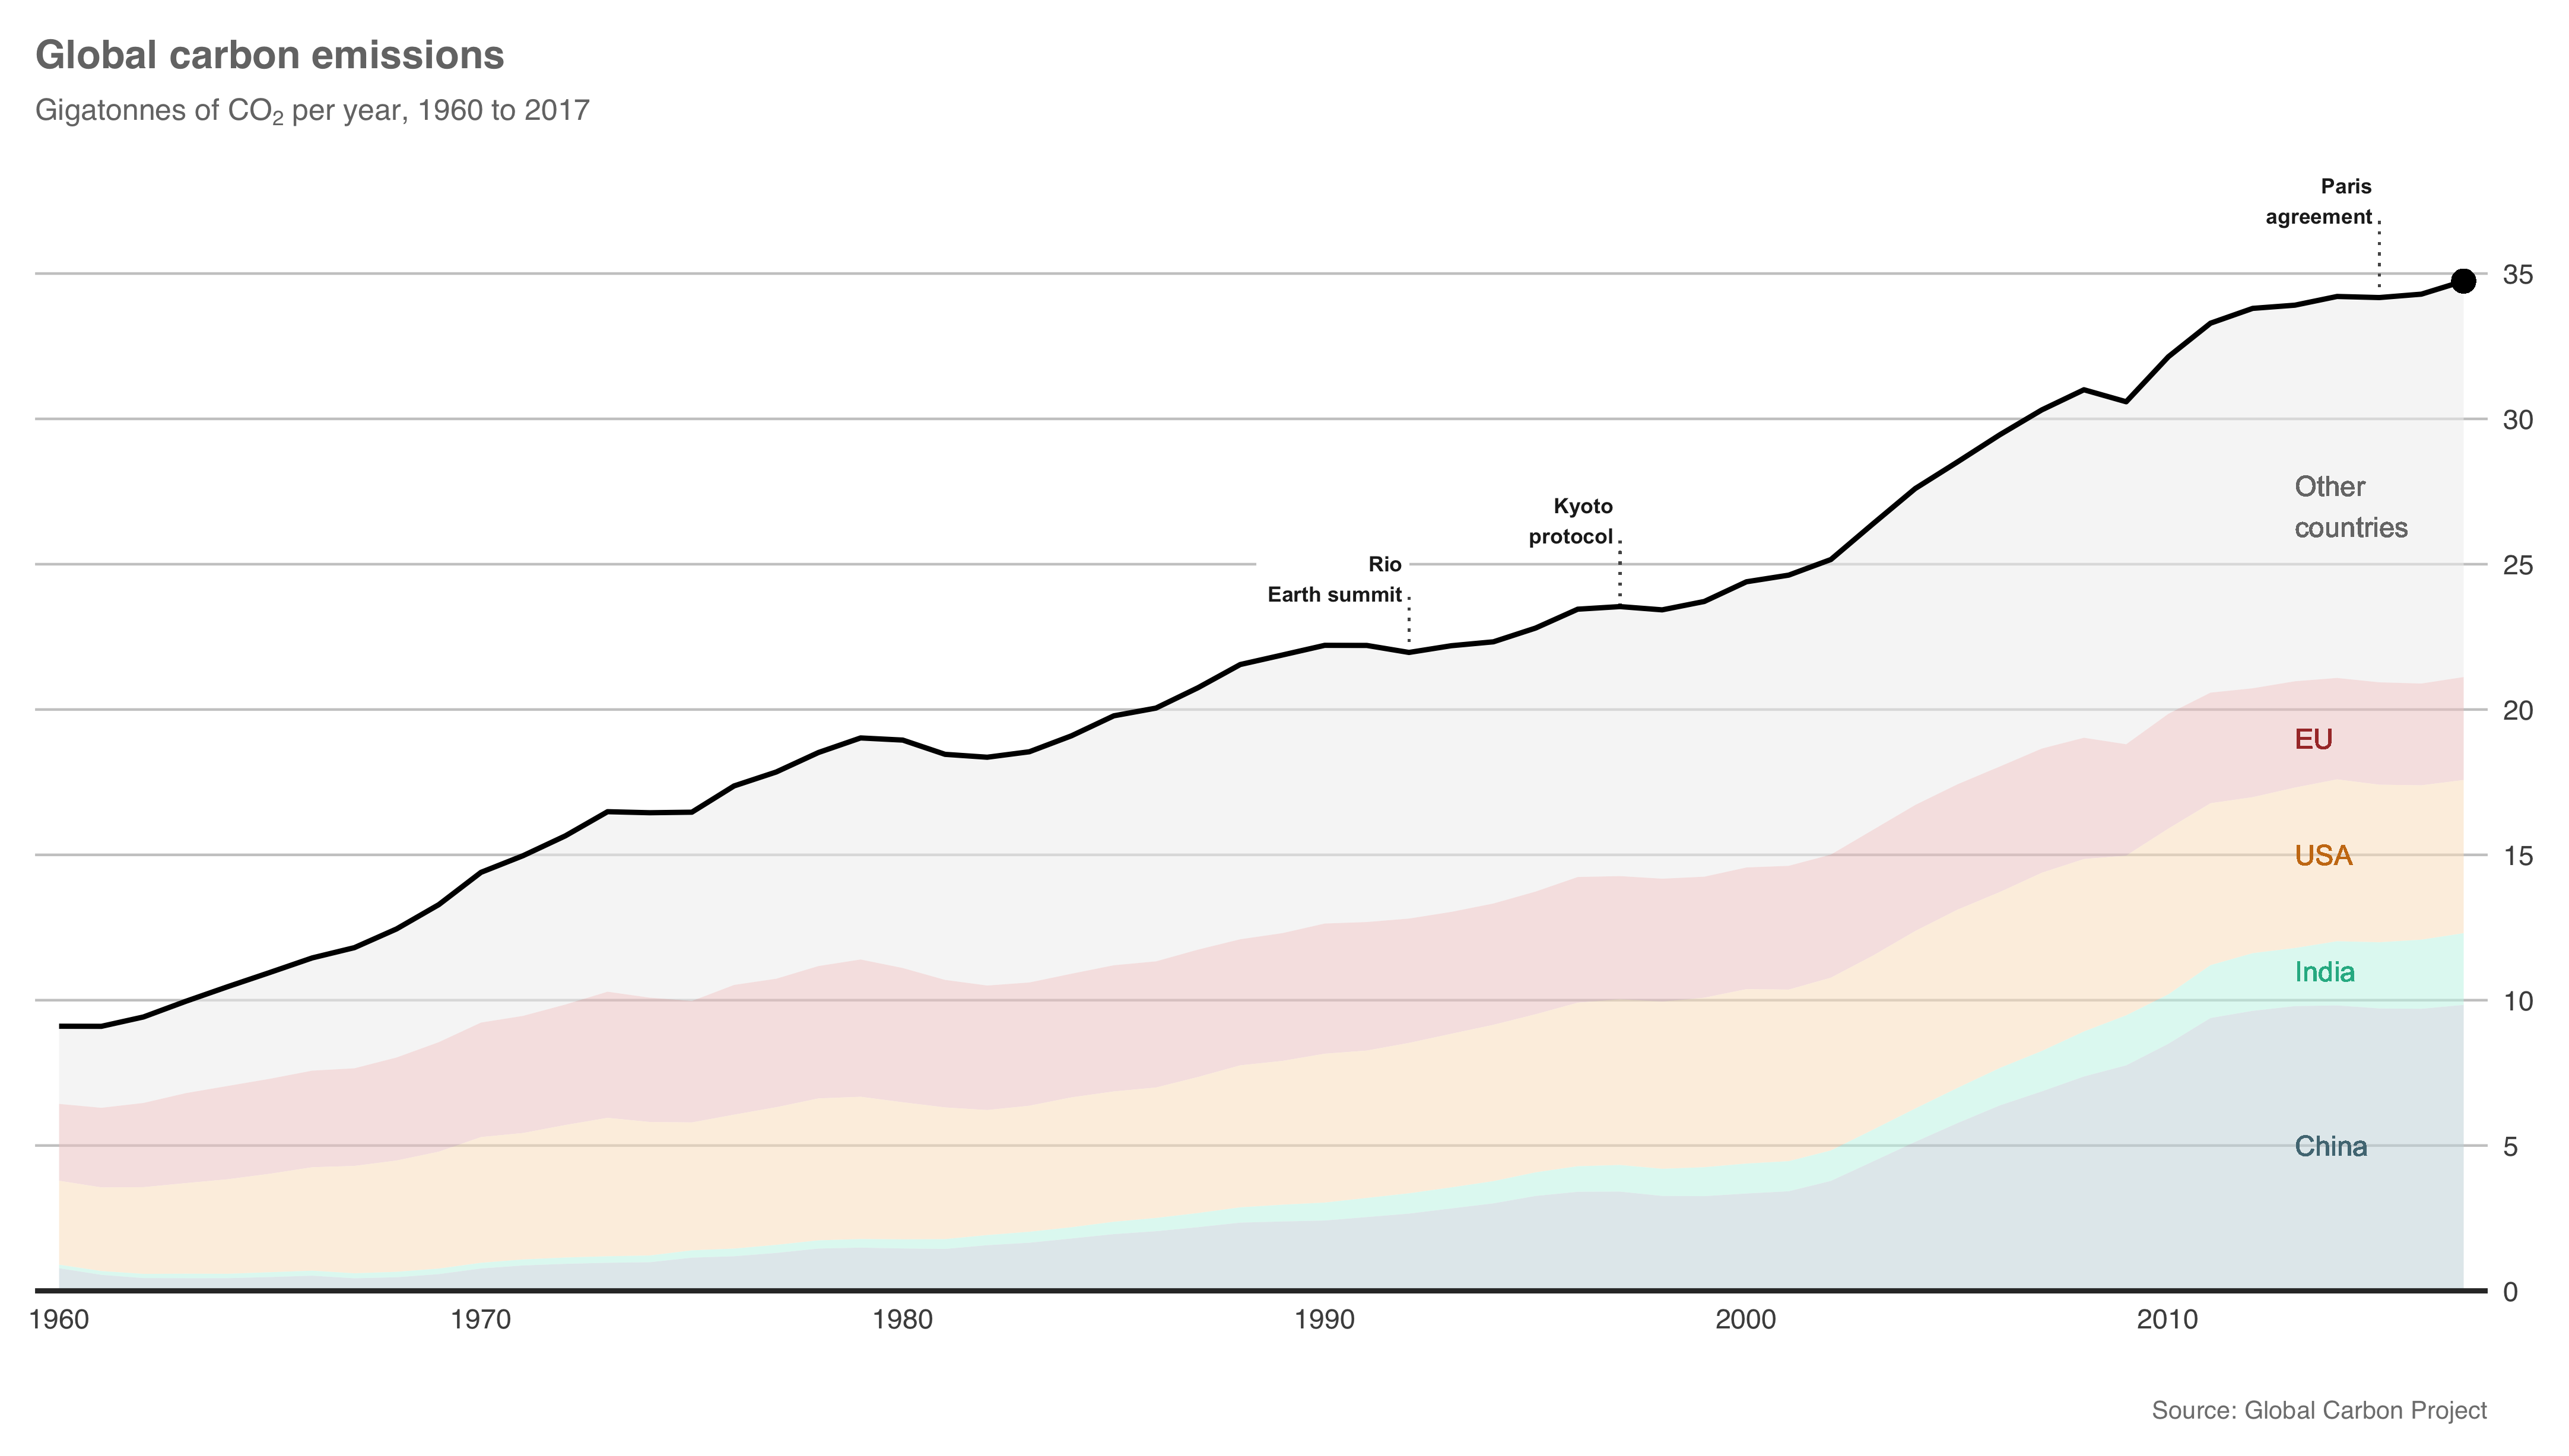 Global carbon emissions
Gigatonnes of CO₂ per year, 1960 to 2017
Paris
agreement
35
30
Other
countries
Kyoto
protocol
Rio
25
Earth summit
20
EU
USA
15
India
10
China
5
0
1960 1970 1980 1990 2000 2010
Source: Global Carbon Project